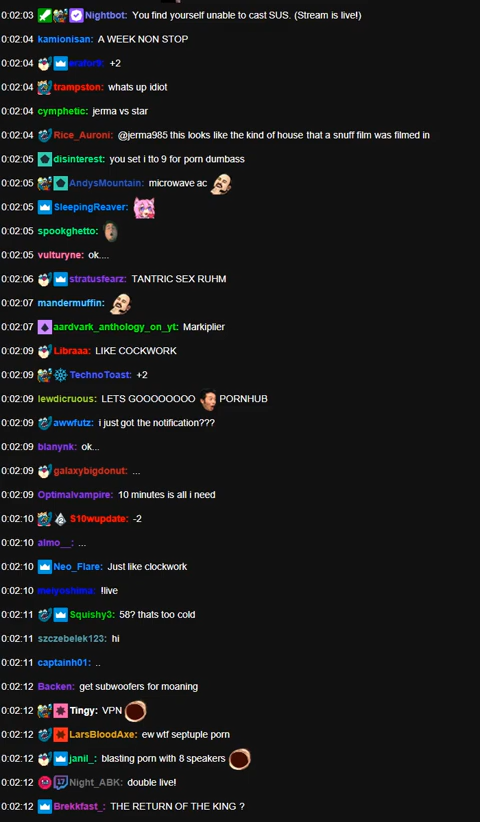 0:02:03 Nightbot: You find yourself unable to cast SUS. (Stream is live!)
0:02:04 kamionisan: A WEEK NON STOP
0:02:04 +2
0:02:04 trampston: whats up idiot
0:02:04 cymphetic: jerma vs star
0:02:04 Rice_Auroni: @jerma985 this looks like the kind of house that a snuff film was filmed in
0:02:05 disinterest: you set i tto 9 for porn dumbass
0:02:05 AndysMountain: microwave ac
0:02:05 SleepingReaver:
0:02:05 spookghetto:
0:02:05 vulturyne: ok....
0:02:06 stratusfearz: TANTRIC SEX RUHM
0:02:07 mandermuffin:
0:02:07 aardvark_anthology_on_yt: Markiplier
0:02:09 Libraaa: LIKE COCKWORK
0:02:09 TechnoToast: +2
0:02:09 lewdicruous: LETS GOOOOOOOO PORNHUB
0:02:09 awwfutz: i just got the notification???
0:02:09 blanynk: ok...
0:02:09 galaxybigdonut: ...
0:02:09 Optimalvampire: 10 minutes is all i need
0:02:10 S10wupdate: -2
0:02:10 almo__: ...
0:02:10 Neo_Flare: Just like clockwork
0:02:10 meiyoshima: !live
0:02:11 Squishy3: 58? thats too cold
0:02:11 szczebelek123: hi
0:02:11 captainh01: ..
0:02:12 Backen: get subwoofers for moaning
0:02:12 Tingy: VPN
0:02:12 LarsBloodAxe: ew wtf septuple porn
0:02:12 janil_: blasting porn with 8 speakers
0:02:12 17 Night_ABK: double live!
0:02:12 Brekkfast_: THE RETURN OF THE KING ?